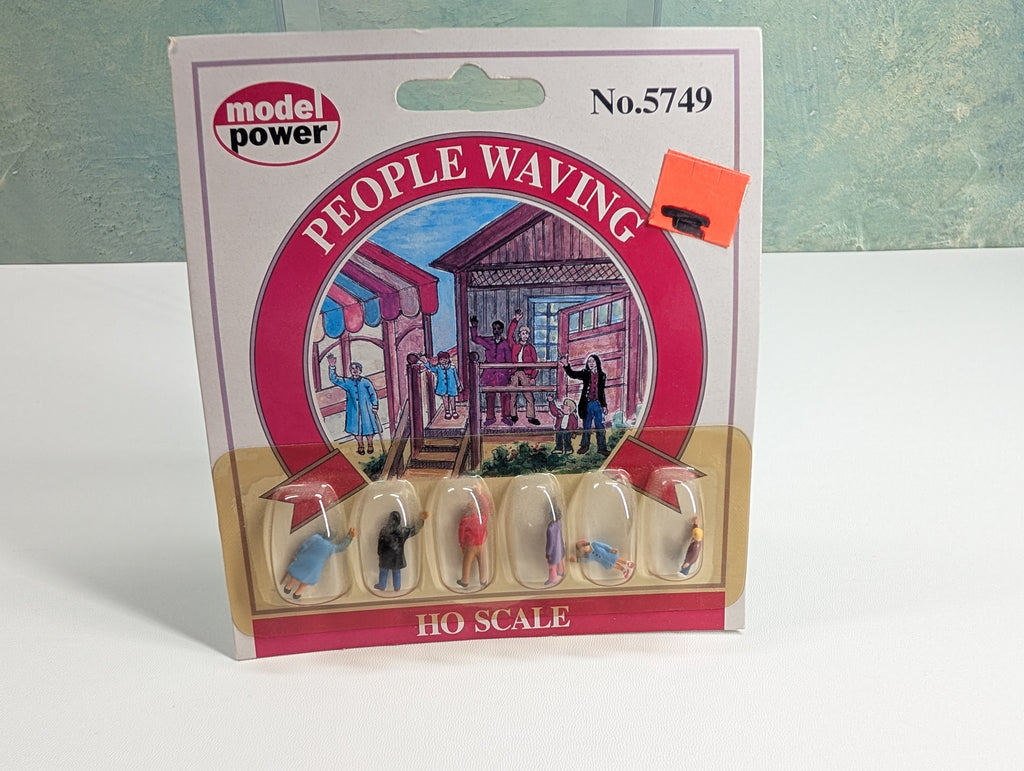 model
power
No.5749
PEOPLE WAVING
HO SCALE